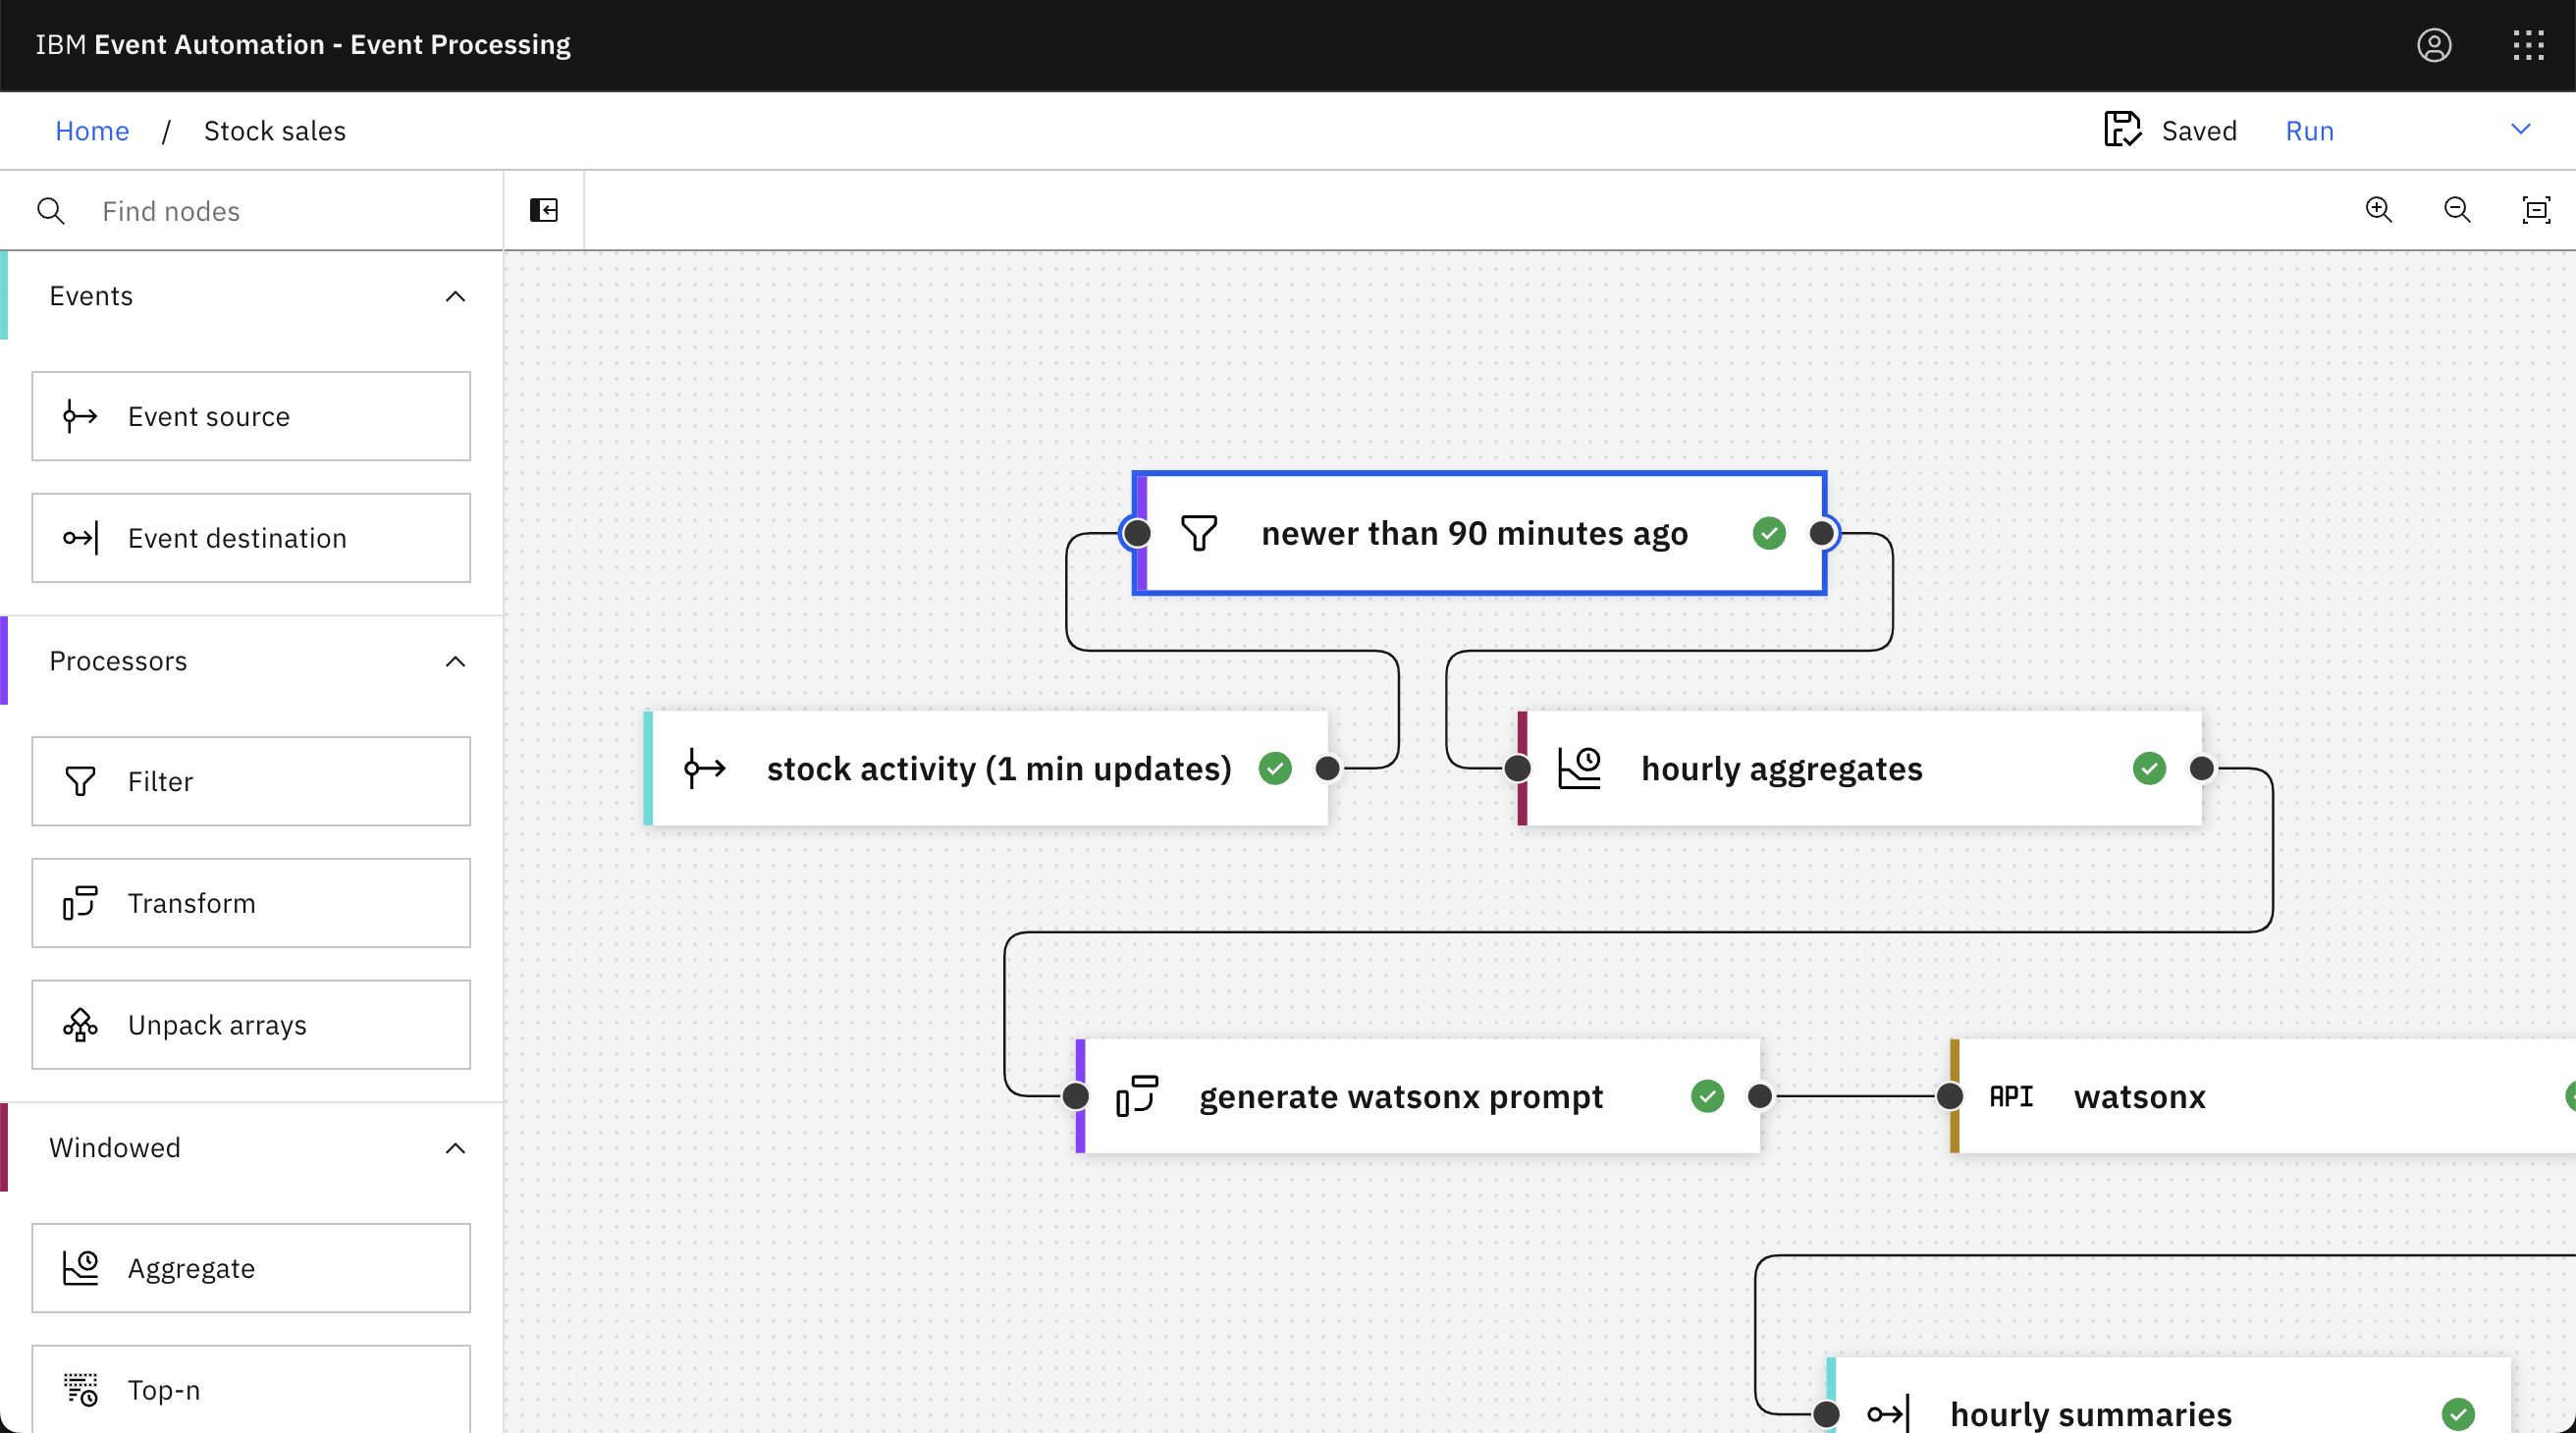 IBM Event Automation - Event Processing
Home / Stock sales
Saved
Run
Find nodes
Events
Event source
Event destination
Processors
Filter
Transform
Unpack arrays
Windowed
Aggregate
Top-n
newer than 90 minutes ago
stock activity (1 min updates)
hourly aggregates
generate watsonx prompt
API watsonx
hourly summaries